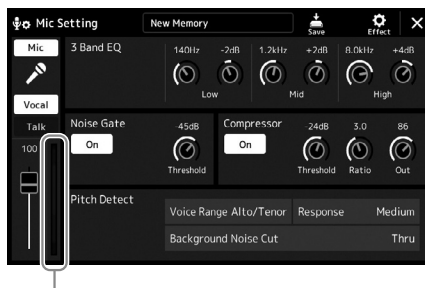 Mic Setting
New Memory
Save
Effect
Mic
3 Band EQ
140Hz -2dB 1.2kHz +2dB 8.0kHz +4dB
Low Mid High
Vocal
Talk
100
Noise Gate
On
-45dB
Threshold
Compressor
On
-24dB 3.0 86
Threshold Ratio Out
Pitch Detect
Voice Range Alto/Tenor Response Medium
Background Noise Cut Thru